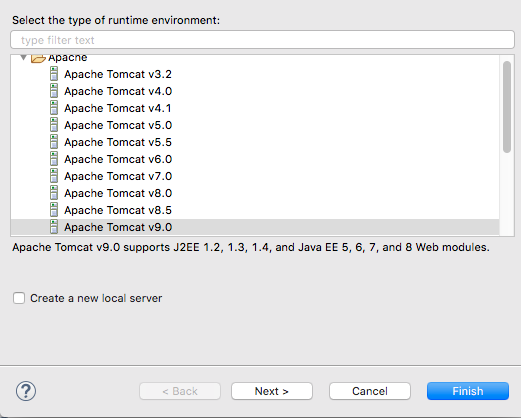 Select the type of runtime environment:
type filter text
Apache
Apache Tomcat v3.2
Apache Tomcat v4.0
Apache Tomcat v4.1
Apache Tomcat v5.0
Apache Tomcat v5.5
Apache Tomcat v6.0
Apache Tomcat v7.0
Apache Tomcat v8.0
Apache Tomcat v8.5
Apache Tomcat v9.0
Apache Tomcat v9.0 supports J2EE 1.2, 1.3, 1.4, and Java EE 5, 6, 7, and 8 Web modules.
Create a new local server
? < Back Next > Cancel Finish